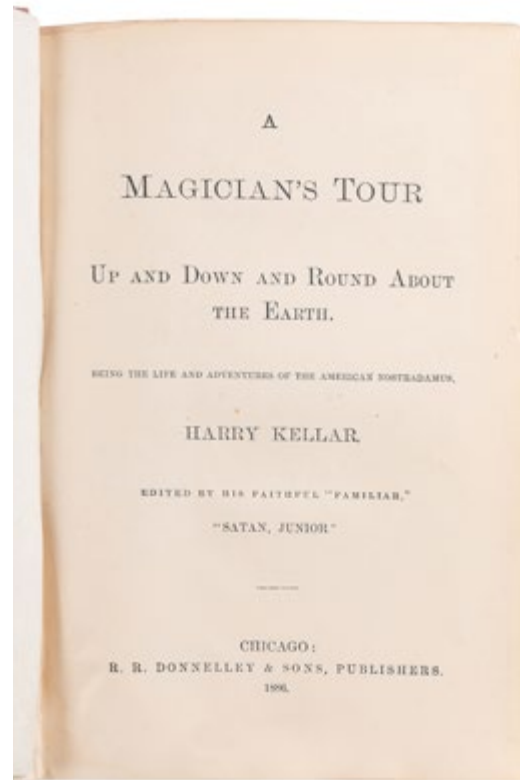 A
MAGICIAN'S TOUR
UP AND DOWN AND ROUND ABOUT
THE EARTH.
BEING THE LIFE AND ADVENTURES OF THE AMERICAN NOSTRADAMUS,
HARRY KELLAR.
EDITED BY HIS FAITHFUL "FAMILIAR,"
"SATAN, JUNIOR"
CHICAGO:
R. R. DONNELLEY & SONS, PUBLISHERS.
1886.